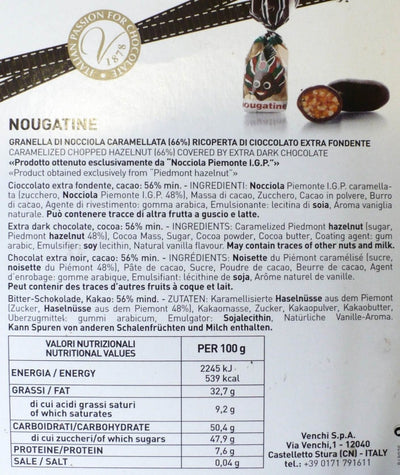 ITALIAN PASSION FOR CHOCOLATE
V
1878
Nougatine
NOUGATINE
GRANELLA DI NOCCIOLA CARAMELLATA (66%) RICOPERTA DI CIOCCOLATO EXTRA FONDENTE
CARAMELIZED CHOPPED HAZELNUT (66%) COVERED BY EXTRA DARK CHOCOLATE
«Prodotto ottenuto esclusivamente da "Nocciola Piemonte I.G.P."»
«Product obtained exclusively from "Piedmont hazelnut"»
Cioccolato extra fondente, cacao: 56% min. - INGREDIENTI: Nocciola Piemonte I.G.P. caramella-
ta (zucchero, Nocciola Piemonte I.G.P. 48%), Massa di cacao, Zucchero, Cacao in polvere, Burro
di cacao, Agente di rivestimento: gomma arabica, Emulsionante: lecitina di soia, Aroma vaniglia
naturale. Può contenere tracce di altra frutta a guscio e latte.
Extra dark chocolate, cocoa: 56% min. - INGREDIENTS: Caramelized Piedmont hazelnut (sugar,
Piedmont hazelnut 48%), Cocoa Mass, Sugar, Cocoa powder, Cocoa butter, Coating agent: gum
arabic, Emulsifier: soy lecithin, Natural vanilla flavour. May contain traces of other nuts and milk.
Chocolat extra noir, cacao: 56% min. - INGRÉDIENTS: Noisette du Piémont caramélisé (sucre,
noisette du Piémont 48%), Pâte de cacao, Sucre, Poudre de cacao, Beurre de cacao, Agent
d'enrobage: gomme arabique, Emulsifiant: lécithine de soja, Arôme naturel de vanille.
Peut contenir des traces d'autres fruits à coque et lait.
Bitter-Schokolade, Kakao: 56% mind. - ZUTATEN: Karamellisierte Haselnüsse aus dem Piemont
(Zucker, Haselnüsse aus dem Piemont 48%), Kakaomasse, Zucker, Kakaopulver, Kakaobutter,
Uberzugmittel: gummi arabicum, Emulgator: Sojalecithin, Natürliche Vanille-Aroma.
Kann Spuren von anderen Schalenfrüchten und Milch enthalten.
VALORI NUTRIZIONALI
NUTRITIONAL VALUES
PER 100 g
ENERGIA / ENERGY
2245 kJ -
539 kcal
GRASSI / FAT
32,7 g
di cui acidi grassi saturi
of which saturates
9,2 g
CARBOIDRATI/CARBOHYDRATE
50,4 g
di cui zuccheri/of which sugars
47,9 g
PROTEINE/PROTEIN
7,6 g
SALE / SALT
0,04 g
Venchi S.p.A.
Via Venchi,1 - 12040
Castelletto Stura (CN) - ITALY
Tel.: +39 0171 791611